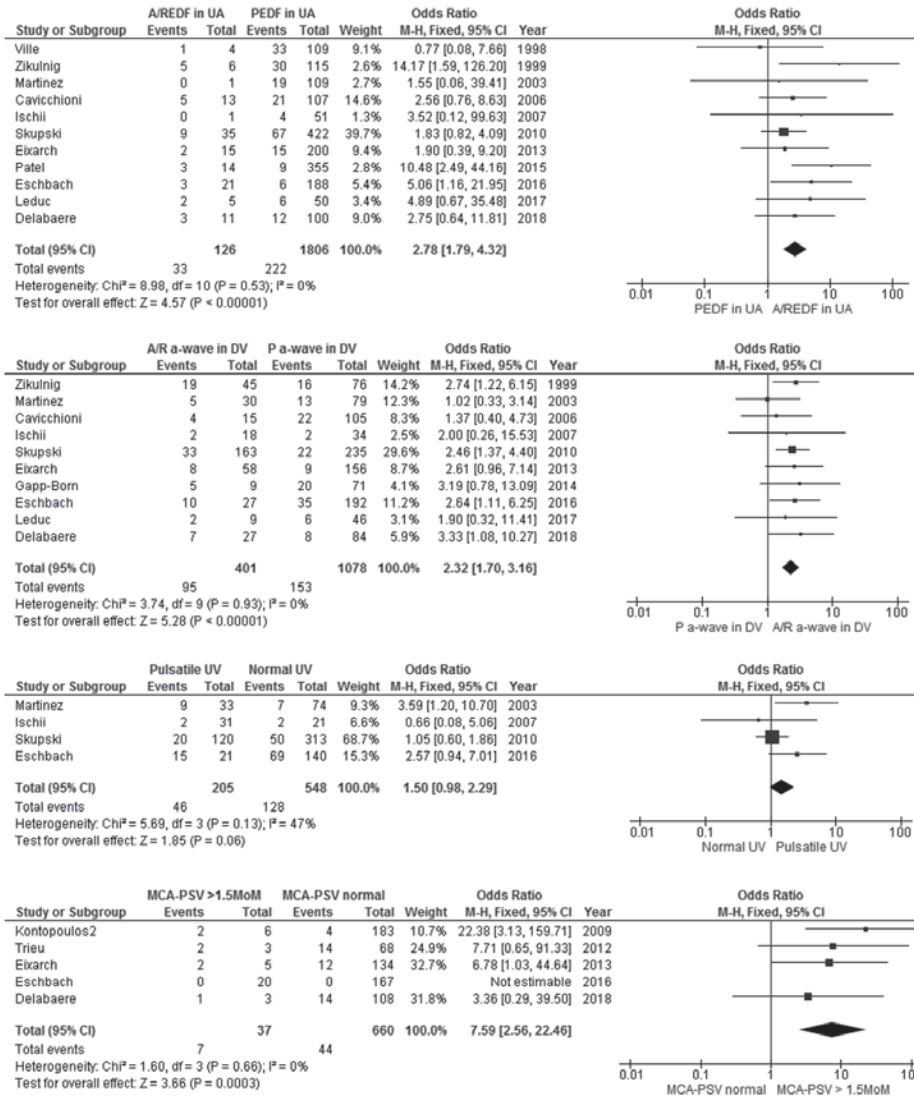 A/REDF in UA PEDF in UA Odds Ratio Odds Ratio
Study or Subgroup Events Total Events Total Weight M-H, Fixed, 95% CI Year M-H, Fixed, 95% CI
Ville 1 4 33 109 9.1% 0.77 [0.08, 7.66] 1998
Zikulnig 5 6 30 115 2.6% 14.17 [1.59, 126.20] 1999
Martinez 0 1 19 109 2.6% 1.55 [0.06, 39.41] 2003
Cavicchioni 5 13 21 107 14.6% 2.56 [0.76, 8.63] 2006
Ischii 0 1 4 51 1.2% 3.52 [0.12, 99.63] 2007
Skupski 9 35 67 422 39.7% 1.83 [0.82, 4.09] 2010
Eixarch 2 15 15 200 9.4% 1.90 [0.39, 9.20] 2013
Patel 3 14 9 355 2.8% 10.48 [2.49, 44.16] 2015
Eschbach 3 21 6 188 5.4% 5.06 [1.16, 21.95] 2016
Leduc 2 5 6 50 3.4% 4.89 [0.67, 35.48] 2017
Delabaere 3 11 12 100 9.0% 2.75 [0.64, 11.81] 2018
Total (95% CI) 126 1806 100.0% 2.78 [1.79, 4.32]
Total events 33 222
Heterogeneity: Chi² = 8.98, df = 10 (P = 0.53); I² = 0%
Test for overall effect: Z = 4.57 (P < 0.00001)
0.01 0.1 1 10 100
PEDF in UA A/REDF in UA
A/R a-wave in DV P a-wave in DV Odds Ratio Odds Ratio
Study or Subgroup Events Total Events Total Weight M-H, Fixed, 95% CI Year M-H, Fixed, 95% CI
Zikulnig 19 45 16 76 14.2% 2.74 [1.22, 6.15] 1999
Martinez 5 30 13 79 12.3% 1.02 [0.33, 3.14] 2003
Cavicchioni 4 15 22 105 8.3% 1.37 [0.40, 4.73] 2006
Ischii 2 18 2 34 2.5% 2.00 [0.26, 15.53] 2007
Skupski 33 163 22 235 29.6% 2.46 [1.37, 4.40] 2010
Eixarch 8 58 9 156 8.7% 2.61 [0.96, 7.14] 2013
Gapp-Born 5 9 20 71 4.1% 3.19 [0.78, 13.09] 2014
Eschbach 10 27 35 192 11.2% 2.64 [1.11, 6.25] 2016
Leduc 2 9 6 46 3.1% 1.90 [0.32, 11.41] 2017
Delabaere 7 27 8 84 5.9% 3.33 [1.08, 10.27] 2018
Total (95% CI) 401 1078 100.0% 2.32 [1.70, 3.16]
Total events 95 153
Heterogeneity: Chi² = 3.74, df = 9 (P = 0.93); I² = 0%
Test for overall effect: Z = 5.28 (P < 0.00001)
0.01 0.1 1 10 100
P a-wave in DV A/R a-wave in DV
Pulsatile UV Normal UV Odds Ratio Odds Ratio
Study or Subgroup Events Total Events Total Weight M-H, Fixed, 95% CI Year M-H, Fixed, 95% CI
Martinez 9 33 7 74 9.3% 3.59 [1.20, 10.70] 2003
Ischii 2 31 2 21 6.6% 0.66 [0.08, 5.06] 2007
Skupski 20 120 50 313 68.7% 1.05 [0.60, 1.86] 2010
Eschbach 15 21 69 140 15.3% 2.57 [0.94, 7.01] 2016
Total (95% CI) 205 548 100.0% 1.50 [0.98, 2.29]
Total events 46 128
Heterogeneity: Chi² = 5.69, df = 3 (P = 0.13); I² = 47%
Test for overall effect: Z = 1.85 (P = 0.06)
0.01 0.1 1 10 100
Normal UV Pulsatile UV
MCA-PSV >1.5MoM MCA-PSV normal Odds Ratio Odds Ratio
Study or Subgroup Events Total Events Total Weight M-H, Fixed, 95% CI Year M-H, Fixed, 95% CI
Kontopoulos2 2 6 4 183 10.7% 22.38 [3.13, 159.71] 2009
Trieu 2 3 14 68 24.9% 7.71 [0.65, 91.33] 2012
Eixarch 2 5 12 134 32.7% 6.78 [1.03, 44.64] 2013
Eschbach 0 20 0 167 Not estimable 2016
Delabaere 1 3 14 108 31.8% 3.36 [0.29, 39.50] 2018
Total (95% CI) 37 660 100.0% 7.59 [2.56, 22.46]
Total events 7 44
Heterogeneity: Chi² = 1.60, df = 3 (P = 0.66); I² = 0%
Test for overall effect: Z = 3.66 (P = 0.0003)
0.01 0.1 1 10 100
MCA-PSV normal MCA-PSV > 1.5MoM